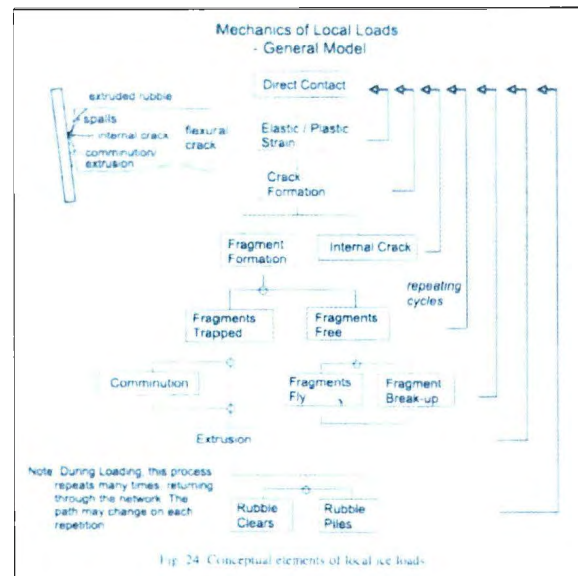 Mechanics of Local Loads
- General Model
Direct Contact
extruded rubble
spalls
internal crack
comminution/
extrusion
flexural
crack
Elastic / Plastic
Strain
Crack
Formation
Fragment
Formation
Internal Crack
repeating
cycles
Fragments
Trapped
Fragments
Free
Comminution
Fragments
Fly
Fragment
Break-up
Extrusion
Note: During Loading, this process
repeats many times, returning
through the network. The
path may change on each
repetition
Rubble
Clears
Rubble
Piles
Fig. 24. Conceptual elements of local ice loads